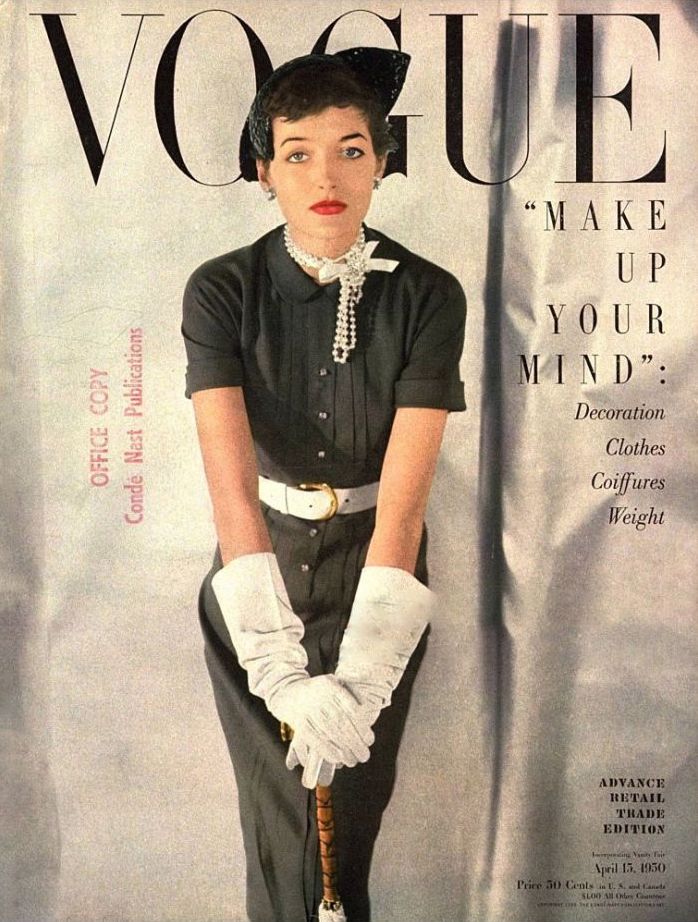 VOGUE
"MAKE
UP
YOUR
MIND":
Decoration
Clothes
Coiffures
Weight
OFFICE COPY
Condé Nast Publications
ADVANCE
RETAIL
TRADE
EDITION
Incorporating Vanity Fair
April 15, 1950
Price 50 Cents in U. S. and Canada
$1.00 All Other Countries